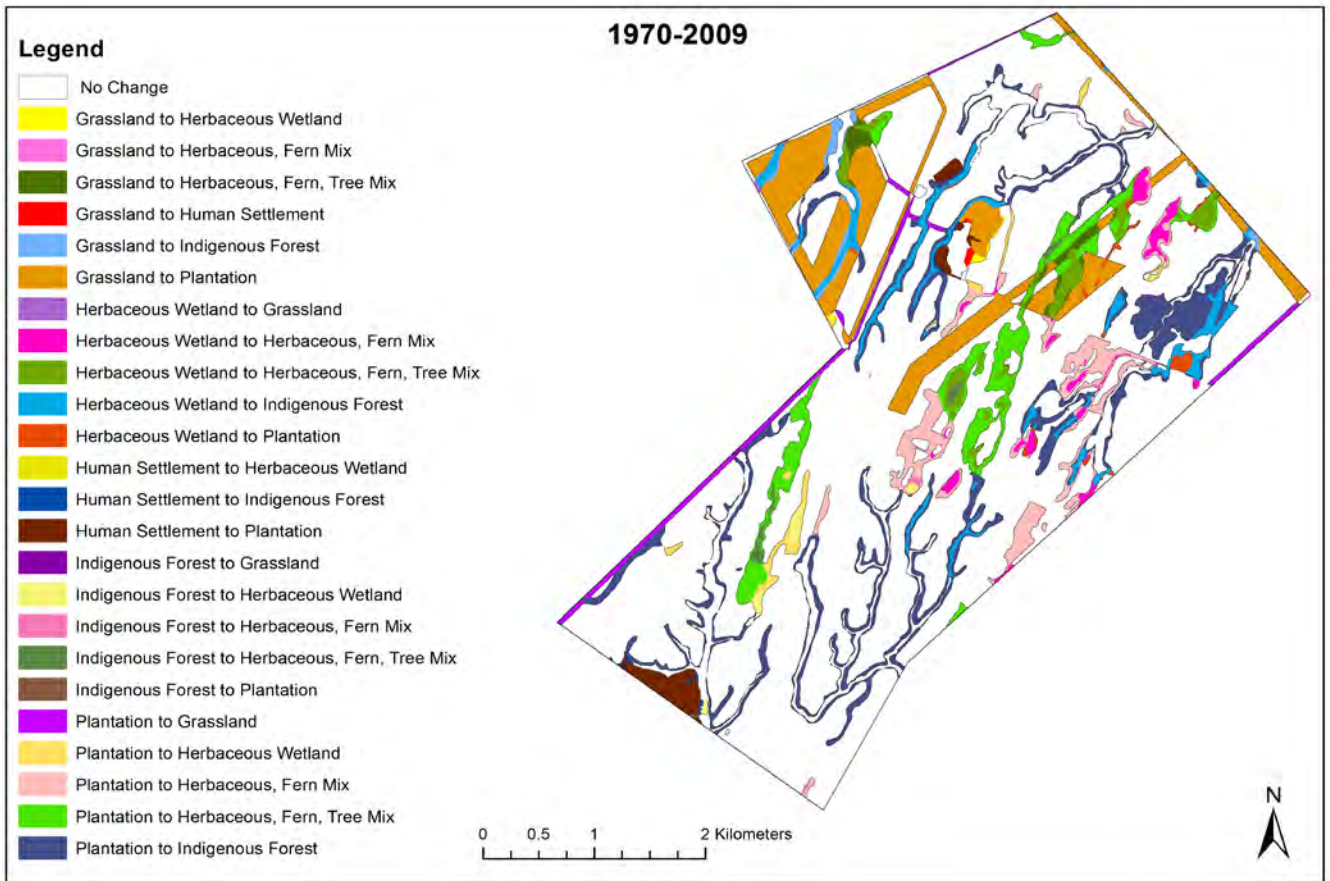 1970-2009
Legend
No Change
Grassland to Herbaceous Wetland
Grassland to Herbaceous, Fern Mix
Grassland to Herbaceous, Fern, Tree Mix
Grassland to Human Settlement
Grassland to Indigenous Forest
Grassland to Plantation
Herbaceous Wetland to Grassland
Herbaceous Wetland to Herbaceous, Fern Mix
Herbaceous Wetland to Herbaceous, Fern, Tree Mix
Herbaceous Wetland to Indigenous Forest
Herbaceous Wetland to Plantation
Human Settlement to Herbaceous Wetland
Human Settlement to Indigenous Forest
Human Settlement to Plantation
Indigenous Forest to Grassland
Indigenous Forest to Herbaceous Wetland
Indigenous Forest to Herbaceous, Fern Mix
Indigenous Forest to Herbaceous, Fern, Tree Mix
Indigenous Forest to Plantation
Plantation to Grassland
Plantation to Herbaceous Wetland
Plantation to Herbaceous, Fern Mix
Plantation to Herbaceous, Fern, Tree Mix
Plantation to Indigenous Forest
0 0.5 1 2 Kilometers
N